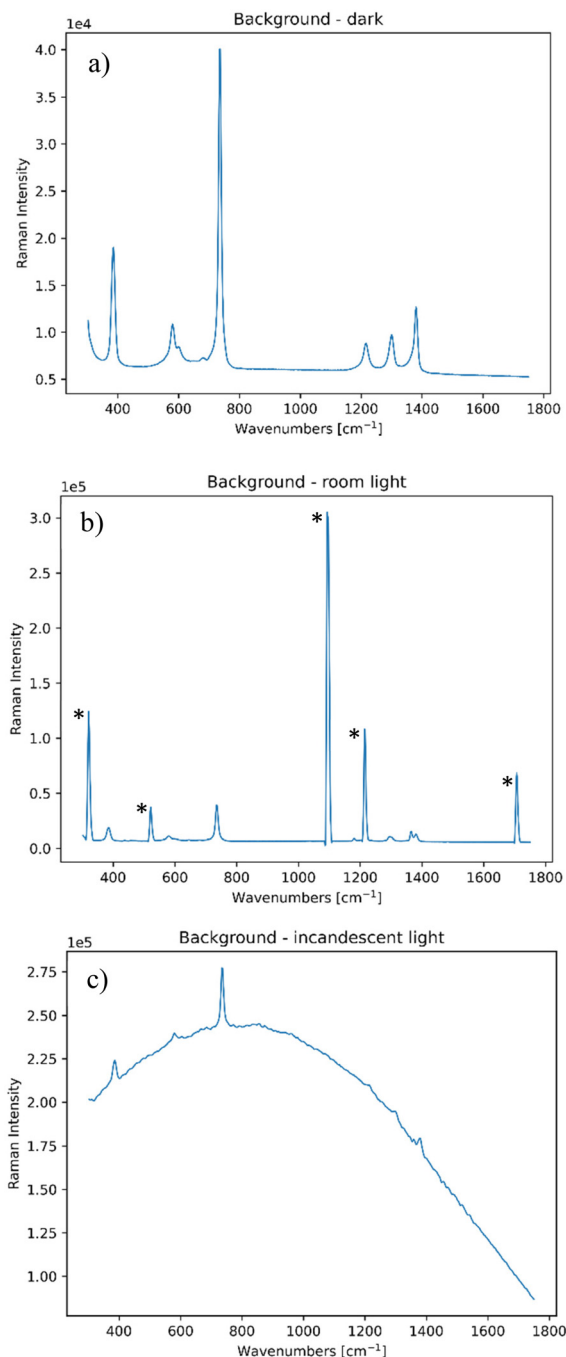 Background - dark
1e4
a)
4.0
3.5
3.0
2.5
2.0
1.5
1.0
0.5
Raman Intensity
400 600 800 1000 1200 1400 1600 1800
Wavenumbers [cm⁻¹]
Background - room light
1e5
b)
*
*
*
*
*
3.0
2.5
2.0
1.5
1.0
0.5
0.0
Raman Intensity
400 600 800 1000 1200 1400 1600 1800
Wavenumbers [cm⁻¹]
Background - incandescent light
1e5
c)
2.75
2.50
2.25
2.00
1.75
1.50
1.25
1.00
Raman Intensity
400 600 800 1000 1200 1400 1600 1800
Wavenumbers [cm⁻¹]